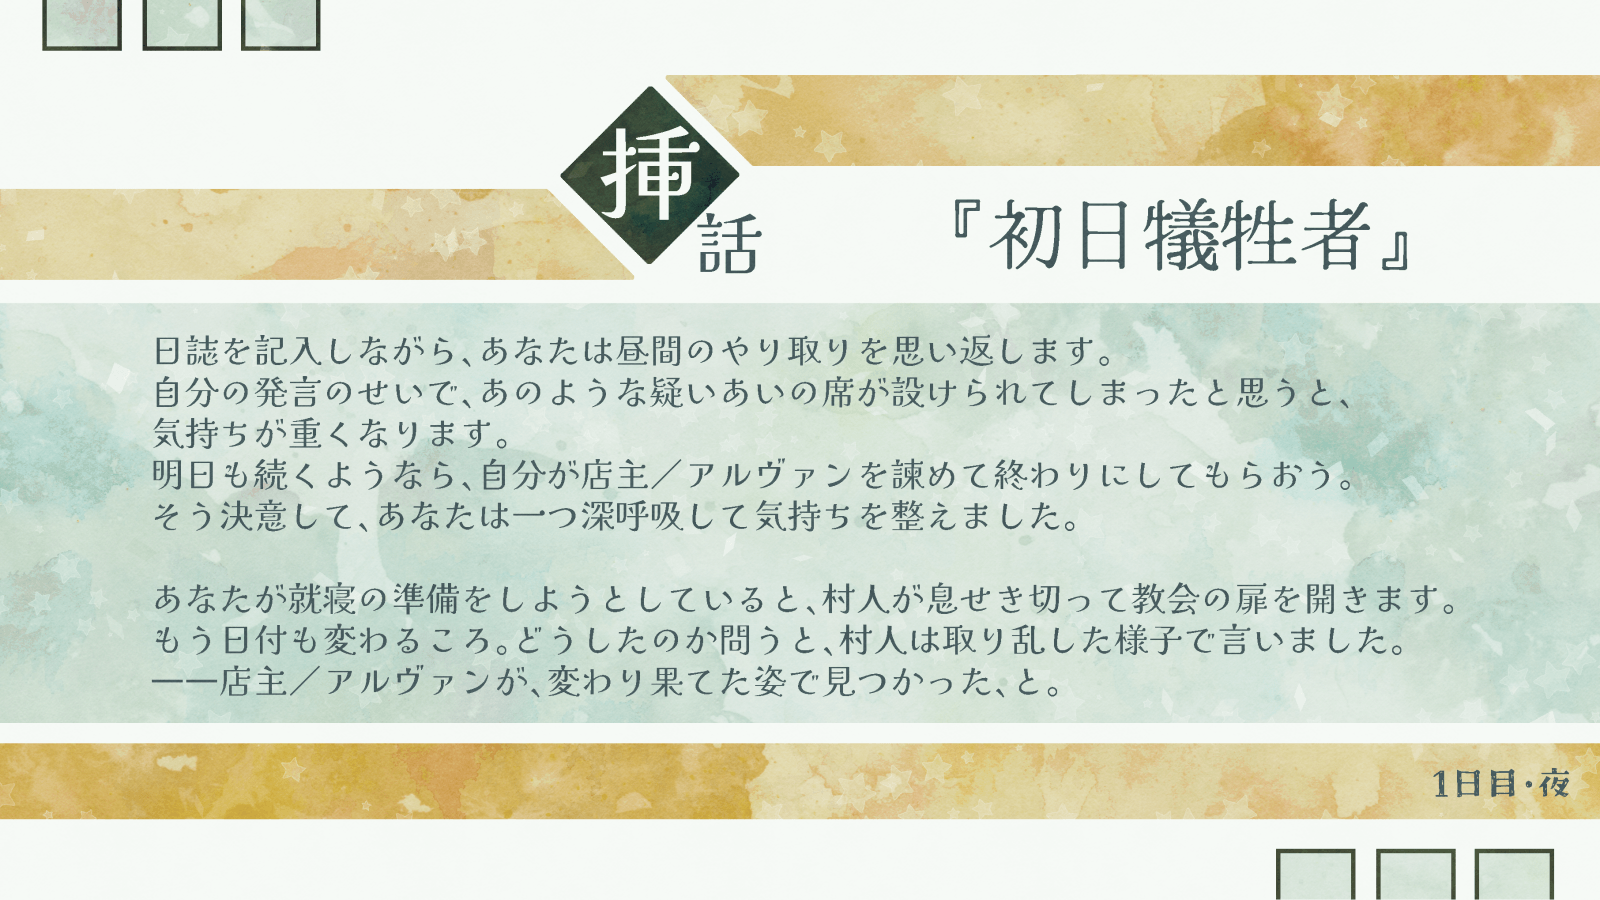 挿話
『初日犠牲者』
日誌を記入しながら、あなたは昼間のやり取りを思い返します。
自分の発言のせいで、あのような疑いあいの席が設けられてしまったと思うと、
気持ちが重くなります。
明日も続くようなら、自分が店主／アルヴァンを諫めて終わりにしてもらおう。
そう決意して、あなたは一つ深呼吸して気持ちを整えました。
あなたが就寝の準備をしようとしていると、村人が息せき切って教会の扉を開きます。
もう日付も変わるころ。どうしたのか問うと、村人は取り乱した様子で言いました。
――店主／アルヴァンが、変わり果てた姿で見つかった、と。
1日目・夜